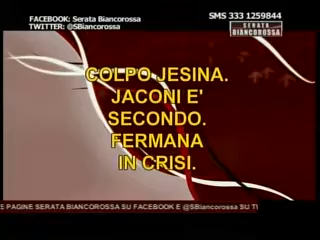 FACEBOOK: Serata Biancorossa
TWITTER: @SBiancorossa
SMS 333 1259844
SERATA
BIANCOROSSA
COLPO JESINA.
JACONI E'
SECONDO.
FERMANA
IN CRISI.
E PAGINE SERATA BIANCOROSSA SU FACEBOOK E @SBiancorossa SU TV